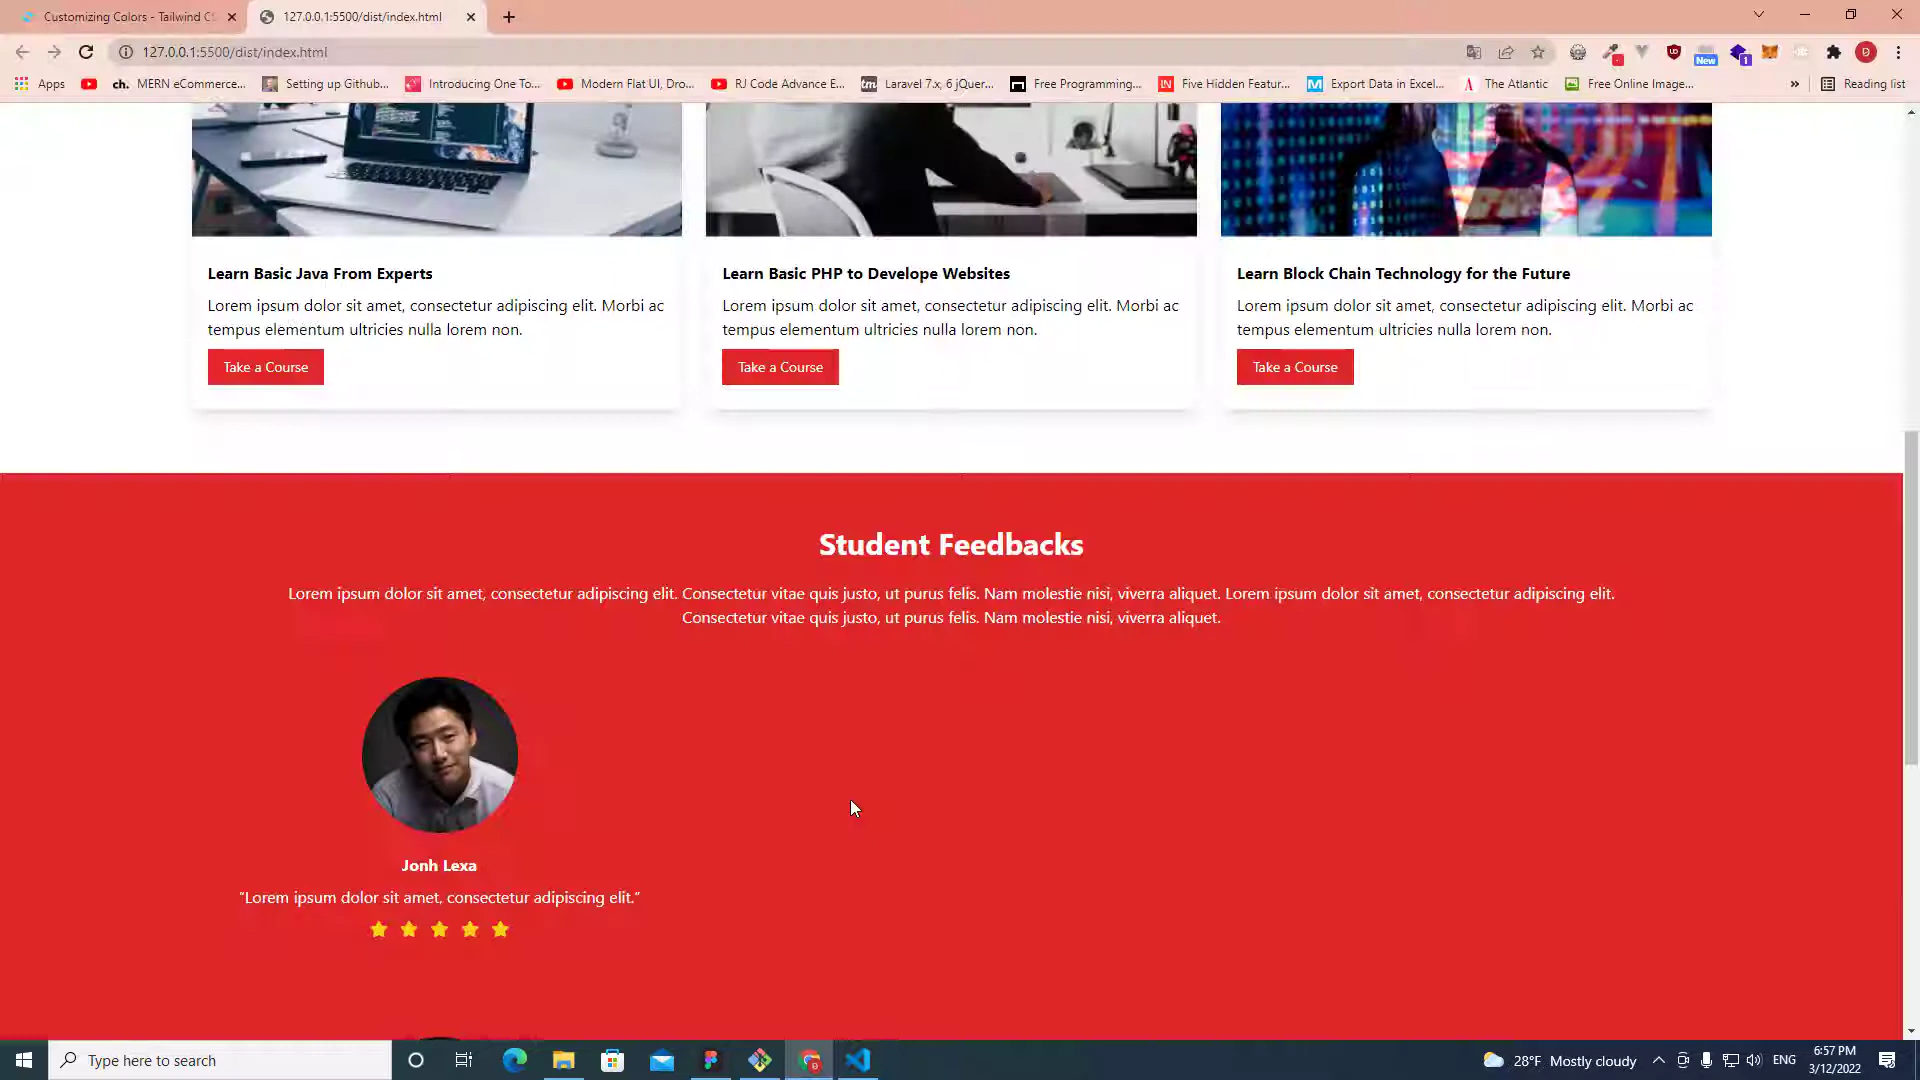 Customizing Colors - Tailwind CS
127.0.0.1:5500/dist/index.html
127.0.0.1:5500/dist/index.html
New
1
D
Apps
ch. MERN eCommerce...
Setting up Github...
Introducing One To...
Modern Flat UI, Dro...
RJ Code Advance E...
tm Laravel 7.x, 6 jQuer...
Free Programming...
LN Five Hidden Featur...
M Export Data in Excel...
A The Atlantic
Free Online Image...
»
Reading list
Learn Basic Java From Experts
Lorem ipsum dolor sit amet, consectetur adipiscing elit. Morbi ac
tempus elementum ultricies nulla lorem non.
Take a Course
Learn Basic PHP to Develope Websites
Lorem ipsum dolor sit amet, consectetur adipiscing elit. Morbi ac
tempus elementum ultricies nulla lorem non.
Take a Course
Learn Block Chain Technology for the Future
Lorem ipsum dolor sit amet, consectetur adipiscing elit. Morbi ac
tempus elementum ultricies nulla lorem non.
Take a Course
Student Feedbacks
Lorem ipsum dolor sit amet, consectetur adipiscing elit. Consectetur vitae quis justo, ut purus felis. Nam molestie nisi, viverra aliquet. Lorem ipsum dolor sit amet, consectetur adipiscing elit.
Consectetur vitae quis justo, ut purus felis. Nam molestie nisi, viverra aliquet.
Jonh Lexa
"Lorem ipsum dolor sit amet, consectetur adipiscing elit."
Type here to search
28°F Mostly cloudy
ENG
6:57 PM
3/12/2022